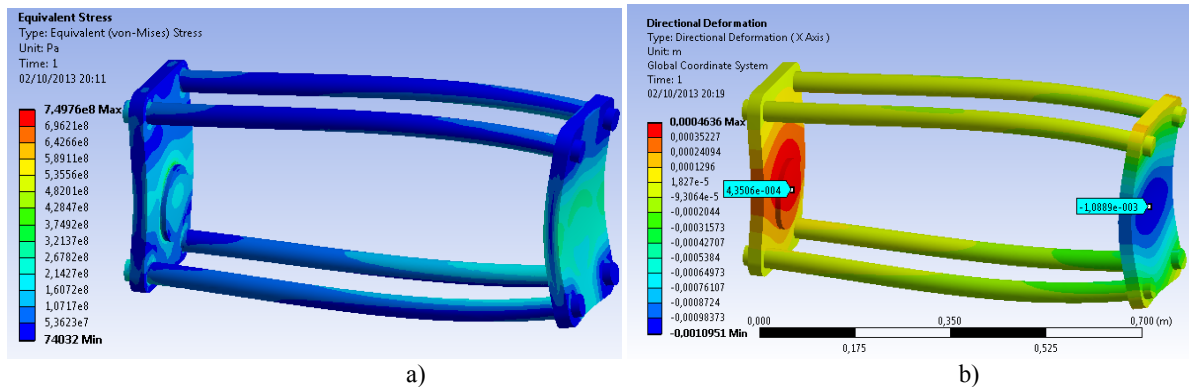 Equivalent Stress
Type: Equivalent (von-Mises) Stress
Unit: Pa
Time: 1
02/10/2013 20:11
7,4976e8 Max
6,9621e8
6,4266e8
5,8911e8
5,3556e8
4,8201e8
4,2847e8
3,7492e8
3,2137e8
2,6782e8
2,1427e8
1,6072e8
1,0717e8
5,3623e7
74032 Min
a)
Directional Deformation
Type: Directional Deformation ( X Axis )
Unit: m
Global Coordinate System
Time: 1
02/10/2013 20:19
0,0004636 Max
0,00035227
0,00024094
0,0001296
1,827e-5
-9,3064e-5
-0,0002044
-0,00031573
-0,00042707
-0,0005384
-0,00064973
-0,00076107
-0,0008724
-0,00098373
-0,0010951 Min
4,3506e-004
-1,0889e-003
0,000
0,350
0,700 (m)
0,175
0,525
b)